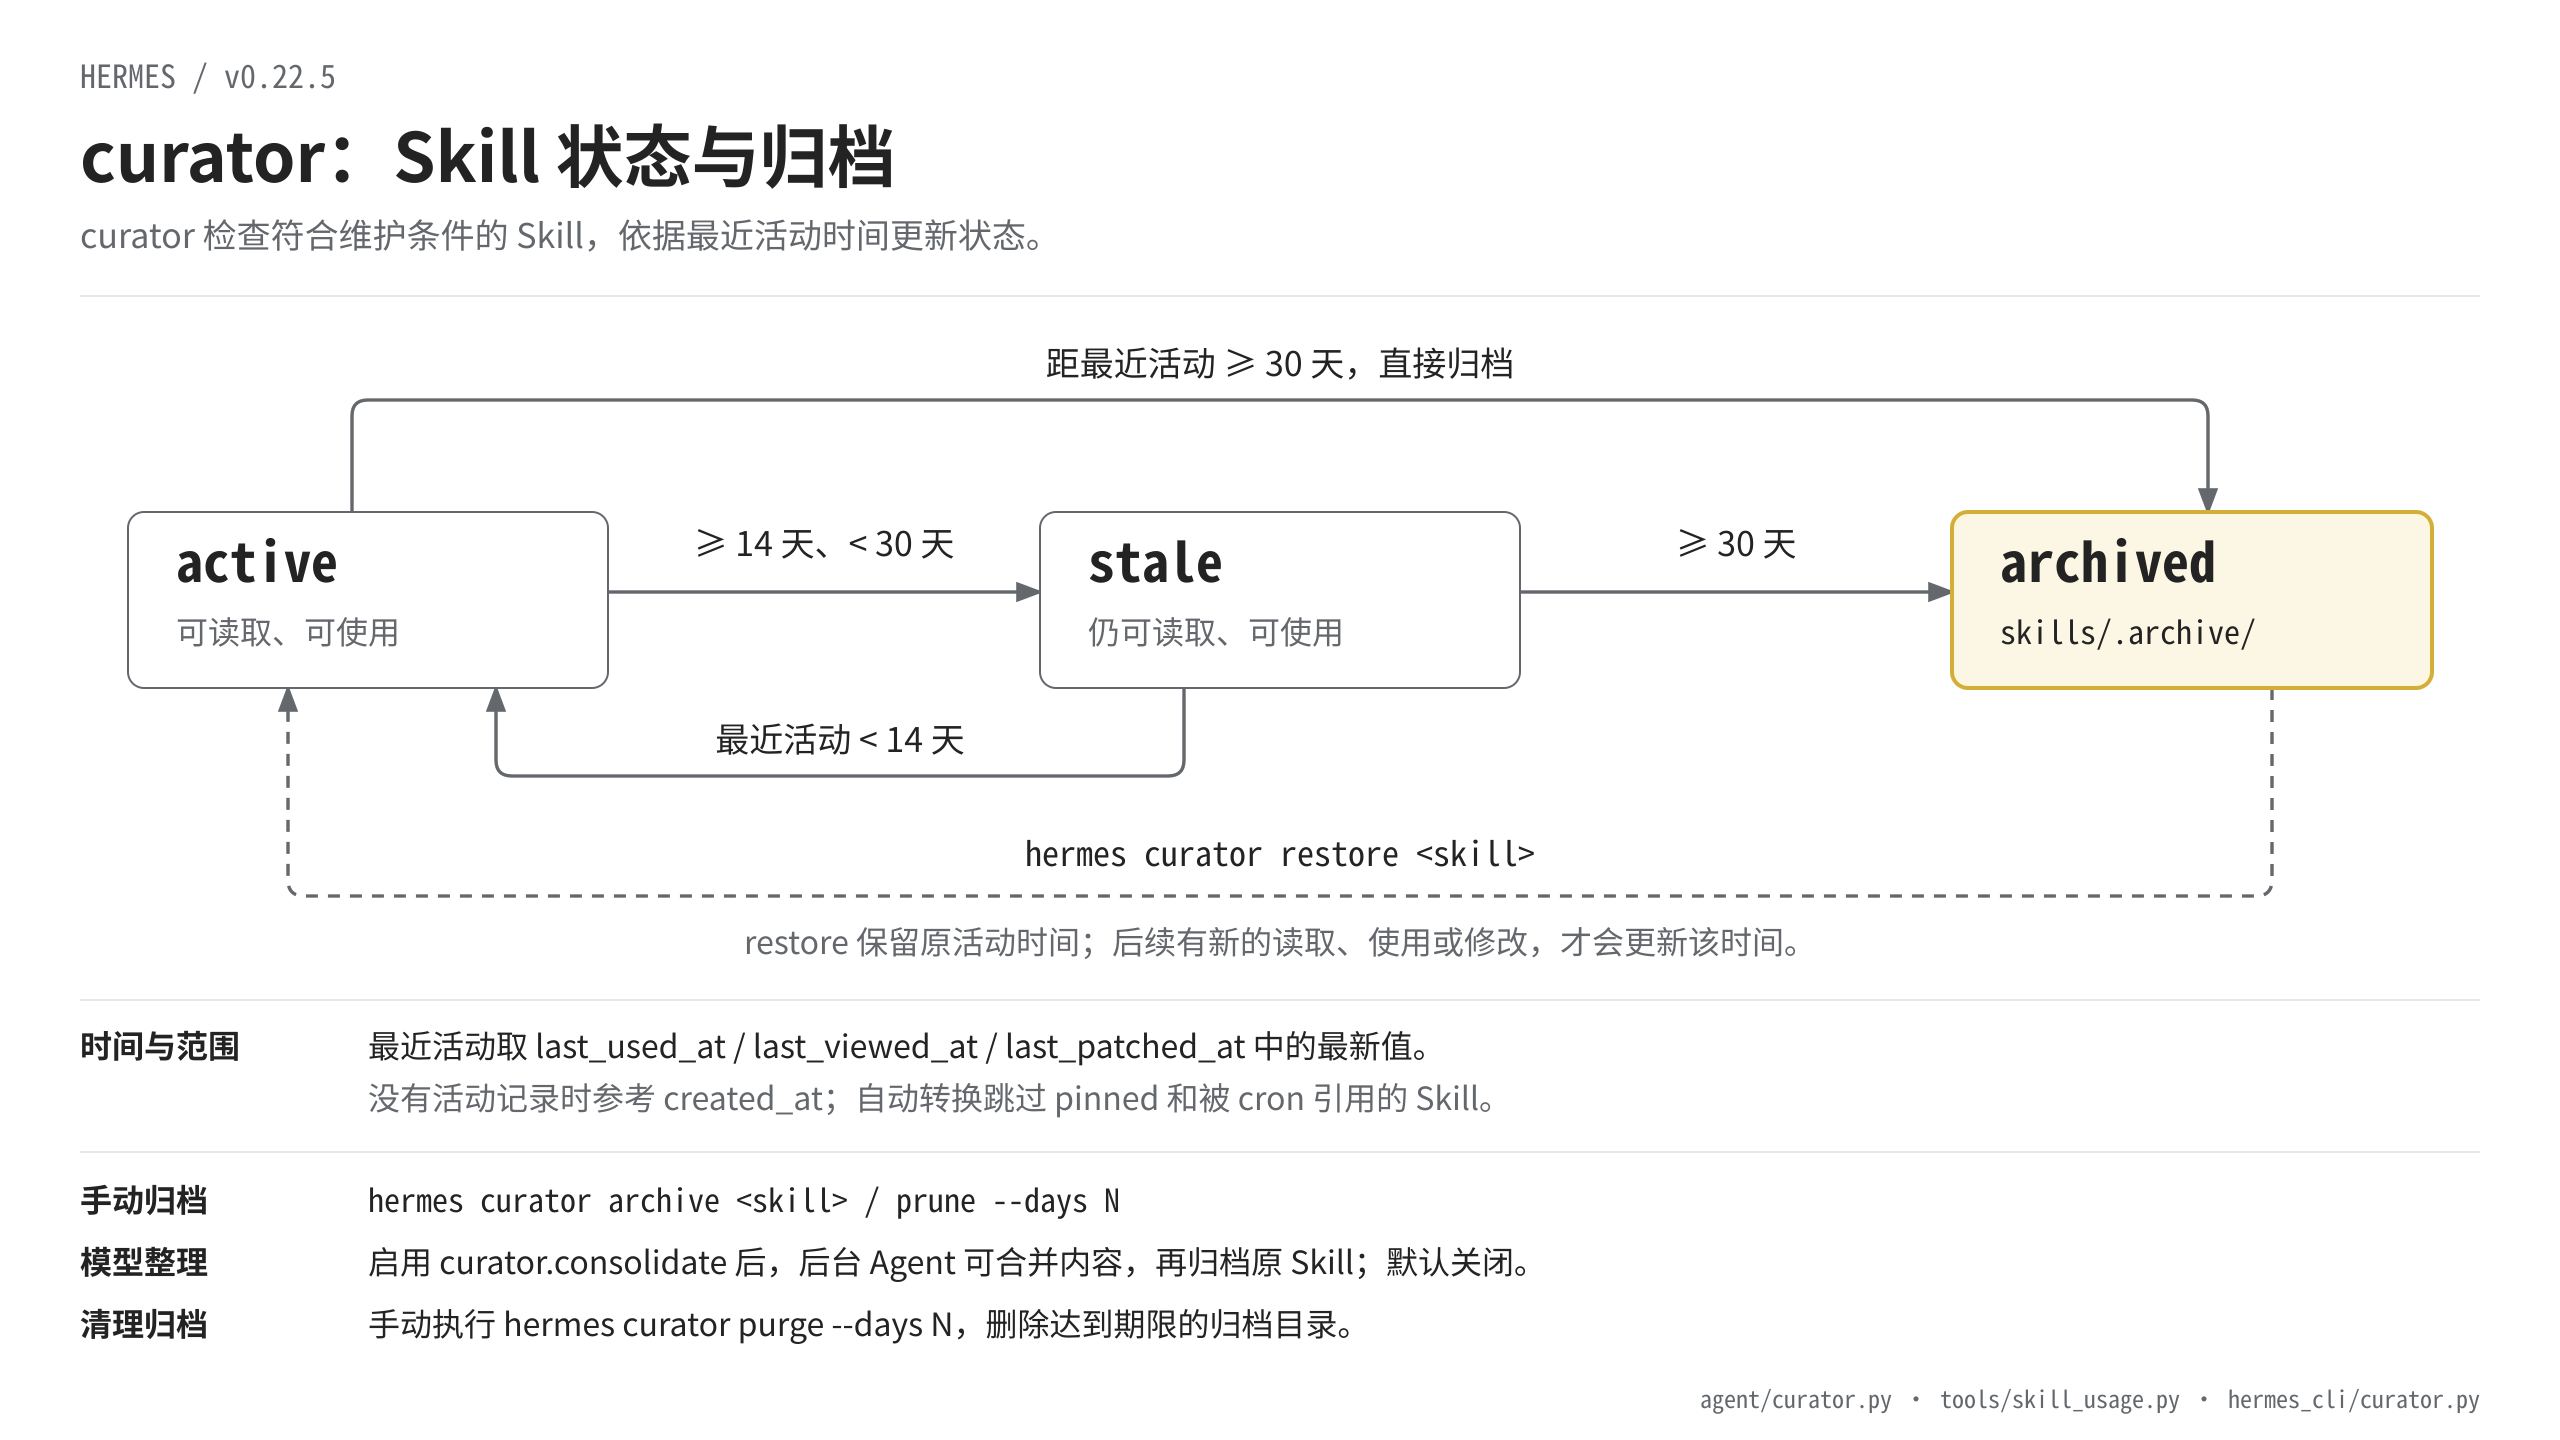 HERMES / v0.22.5
curator：Skill 状态与归档
curator 检查符合维护条件的 Skill，依据最近活动时间更新状态。
距最近活动 ⩾ 30 天，直接归档
active
可读取、可使用
⩾ 14 天、< 30 天
stale
仍可读取、可使用
⩾ 30 天
archived
skills/.archive/
最近活动 < 14 天
hermes curator restore <skill>
restore 保留原活动时间；后续有新的读取、使用或修改，才会更新该时间。
时间与范围
最近活动取 last_used_at / last_viewed_at / last_patched_at 中的最新值。
没有活动记录时参考 created_at；自动转换跳过 pinned 和被 cron 引用的 Skill。
手动归档
hermes curator archive <skill> / prune --days N
模型整理
启用 curator.consolidate 后，后台 Agent 可合并内容，再归档原 Skill；默认关闭。
清理归档
手动执行 hermes curator purge --days N，删除达到期限的归档目录。
agent/curator.py · tools/skill_usage.py · hermes_cli/curator.py